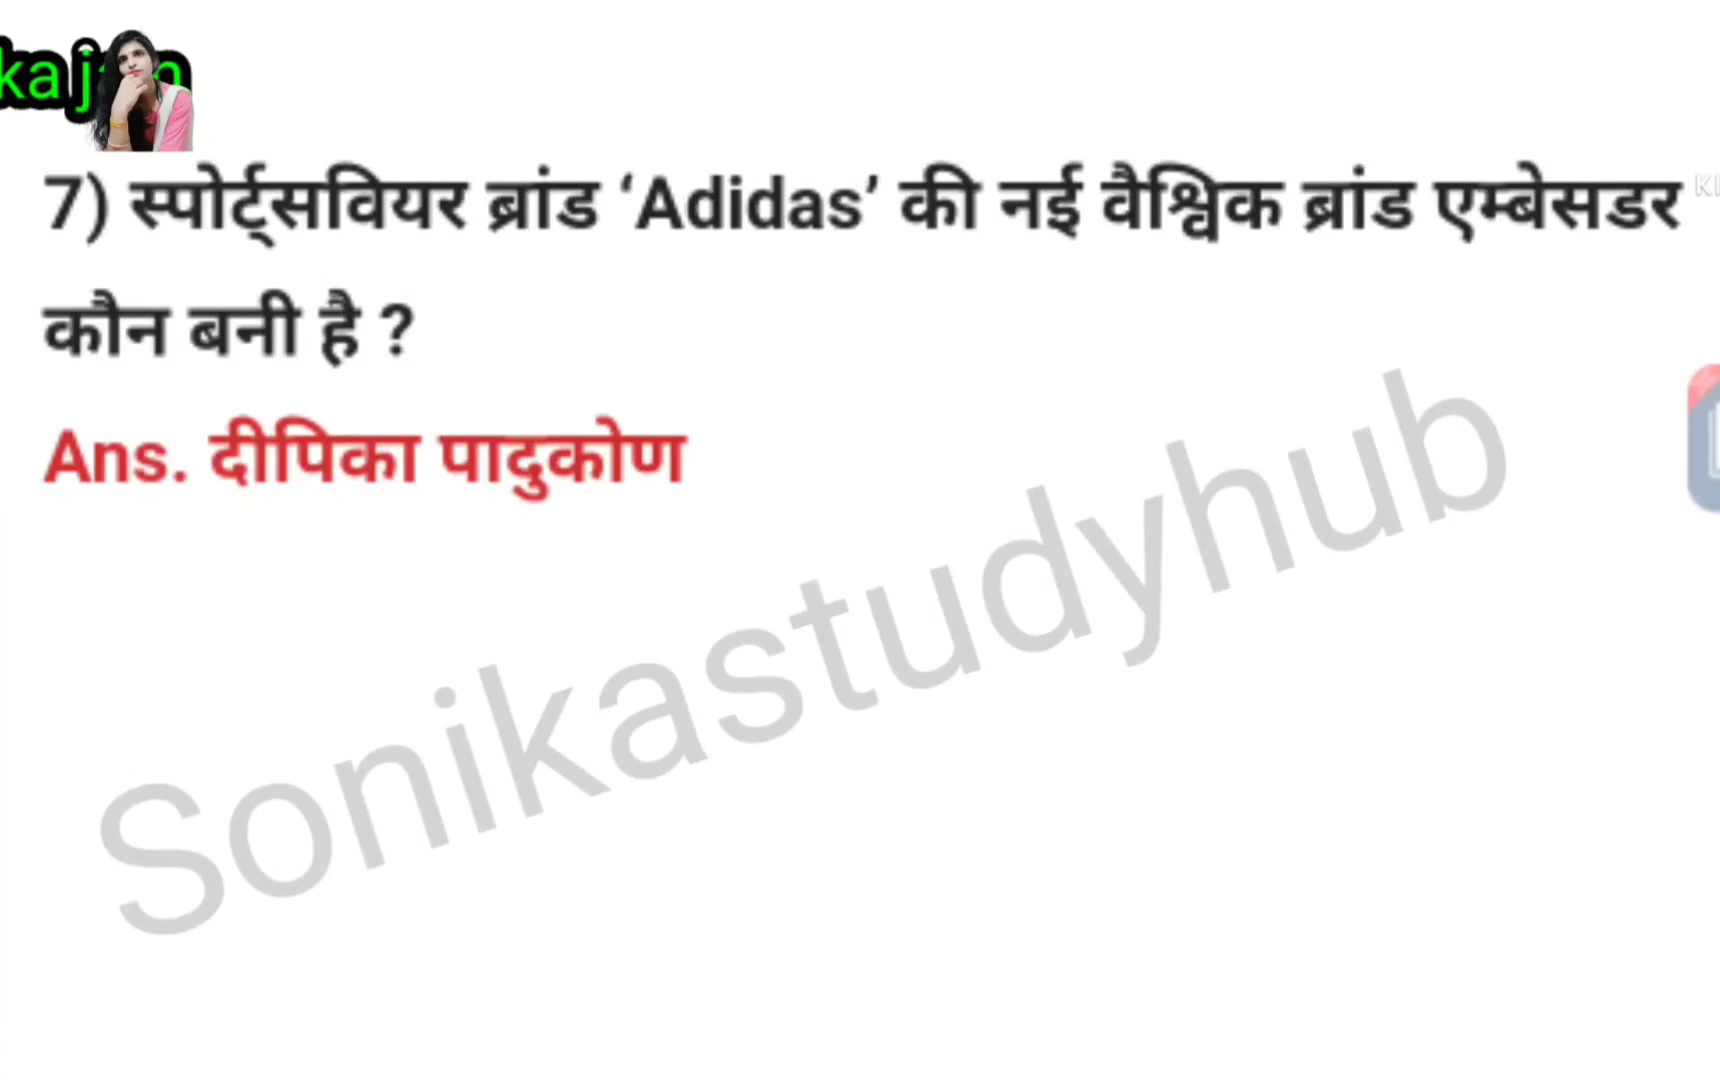 7) स्पोर्ट्सवियर ब्रांड ‘Adidas’ की नई वैश्विक ब्रांड एम्बेसडर
कौन बनी है ?
Ans. दीपिका पादुकोण
Sonikastudyhub